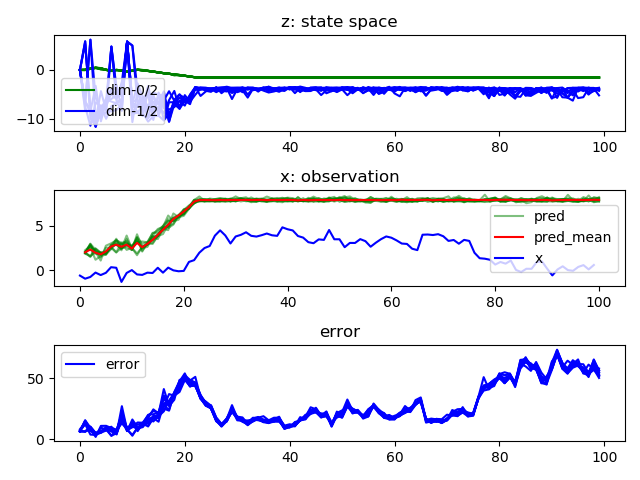 z: state space
0
−10
dim-0/2
dim-1/2
0
20
40
60
80
100
x: observation
5
0
pred
pred_mean
x
0
20
40
60
80
100
error
50
0
error
0
20
40
60
80
100